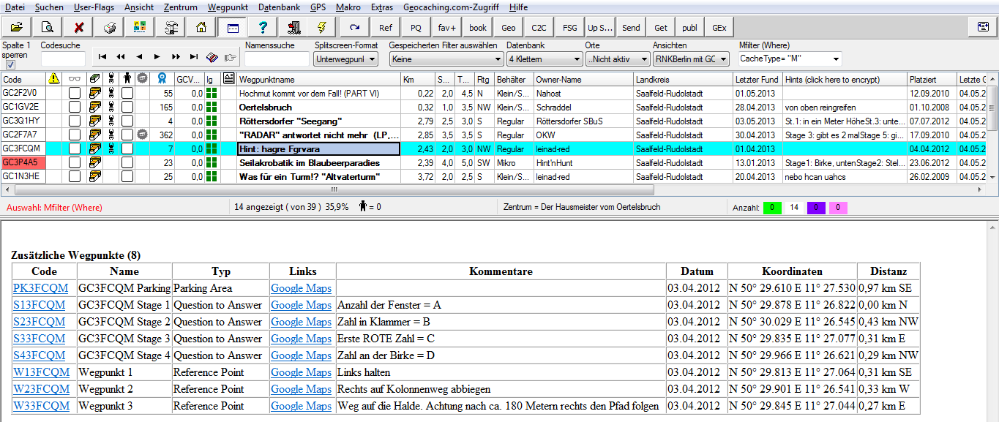 Datei Suchen User-Flags Ansicht Zentrum Wegpunkt Datenbank GPS Makro Extras Geocaching.com-Zugriff Hilfe
Ref PQ fav+ book Geo C2C FSG Up S... Send Get publ GEx
Spalte 1 sperren Codesuche Namenssuche Splitscreen-Format Gespeicherten Filter auswählen Datenbank Orte Ansichten Mfilter (Where)
Unterwegpunkl Keine 4 Klettern ..Nicht aktiv RNKBerlin mit GC CacheType= "M"
Code GCV... Ig Wegpunktname Km S... T... Rtg Behälter Owner-Name Landkreis Letzter Fund Hints (click here to encrypt) Platziert Letzte C
GC2F2V0 55 0,0 Hochmut kommt vor dem Fall! (PART VI) 0,22 2,0 4,5 N Klein/S... Nahost Saalfeld-Rudolstadt 01.05.2013 12.09.2010 04.05.2
GC1GV2E 165 0,0 Oertelsbruch 0,32 1,0 3,5 NW Klein/S... Schraddel Saalfeld-Rudolstadt 28.04.2013 von oben reingreifen 01.10.2008 04.05.2
GC3Q1HY 4 0,0 Röttersdorfer "Seegang" 2,79 2,5 3,0 S Regular Röttersdorfer SBuS Saalfeld-Rudolstadt 03.05.2013 St.1: in ein Meter HöheSt.3: unte... 07.07.2012 04.05.2
GC2F7A7 362 0,0 "RADAR" antwortet nicht mehr (LP.... 2,85 3,5 3,5 S Regular OKW Saalfeld-Rudolstadt 30.04.2013 Stage 3: gibt es 2 malStage 5: gi... 17.09.2010 04.05.2
GC3FCQM 7 0,0 Hint: hagre Fgrvara 2,43 2,0 3,0 NW Regular leinad-red Saalfeld-Rudolstadt 01.04.2013 04.04.2012 04.05.2
GC3P4A5 23 0,0 Seilakrobatik im Blaubeerparadies 2,39 4,0 5,0 SW Mikro Hint'nHunt Saalfeld-Rudolstadt 13.01.2013 Stage1: Birke, untenStage2: Stel... 23.06.2012 04.05.2
GC1N3HE 25 0,0 Was für ein Turm!? "Altvaterturm" 3,72 2,0 2,5 S Klein/S... leinad-red Saalfeld-Rudolstadt 20.04.2013 nebo hcan uahcs 26.02.2009 04.05.2
Auswahl: Mfilter (Where) 14 angezeigt ( von 39 ) 35,9% = 0 Zentrum = Der Hausmeister vom Oertelsbruch Anzahl: 0 14 0 0
Zusätzliche Wegpunkte (8)
Code Name Typ Links Kommentare Datum Koordinaten Distanz
PK3FCQM GC3FCQM Parking Parking Area Google Maps 03.04.2012 N 50° 29.610 E 11° 27.530 0,97 km SE
S13FCQM GC3FCQM Stage 1 Question to Answer Google Maps Anzahl der Fenster = A 03.04.2012 N 50° 29.878 E 11° 26.822 0,00 km N
S23FCQM GC3FCQM Stage 2 Question to Answer Google Maps Zahl in Klammer = B 03.04.2012 N 50° 30.029 E 11° 26.545 0,43 km NW
S33FCQM GC3FCQM Stage 3 Question to Answer Google Maps Erste ROTE Zahl = C 03.04.2012 N 50° 29.835 E 11° 27.077 0,31 km E
S43FCQM GC3FCQM Stage 4 Question to Answer Google Maps Zahl an der Birke = D 03.04.2012 N 50° 29.966 E 11° 26.621 0,29 km NW
W13FCQM Wegpunkt 1 Reference Point Google Maps Links halten 03.04.2012 N 50° 29.813 E 11° 27.064 0,31 km SE
W23FCQM Wegpunkt 2 Reference Point Google Maps Rechts auf Kolonnenweg abbiegen 03.04.2012 N 50° 29.901 E 11° 26.541 0,33 km W
W33FCQM Wegpunkt 3 Reference Point Google Maps Weg auf die Halde. Achtung nach ca. 180 Metern rechts den Pfad folgen 03.04.2012 N 50° 29.845 E 11° 27.044 0,27 km E